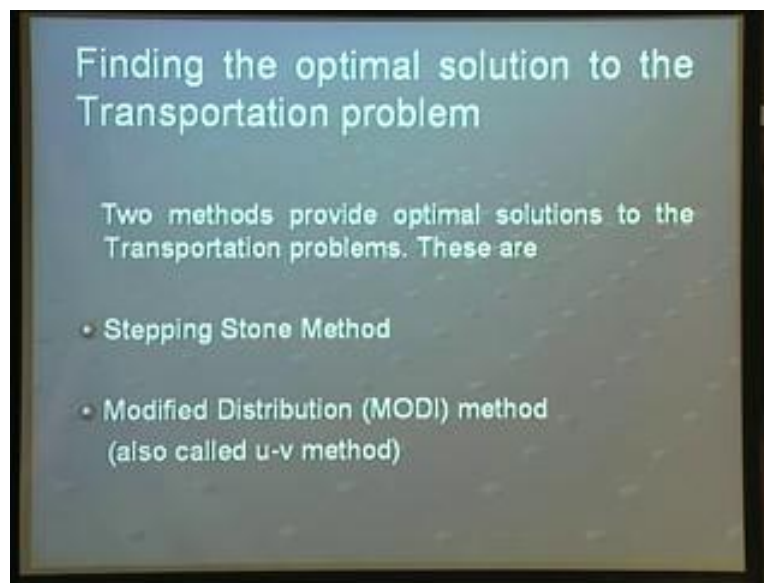 Finding the optimal solution to the
Transportation problem
Two methods provide optimal solutions to the
Transportation problems. These are
Stepping Stone Method
Modified Distribution (MODI) method
(also called u-v method)